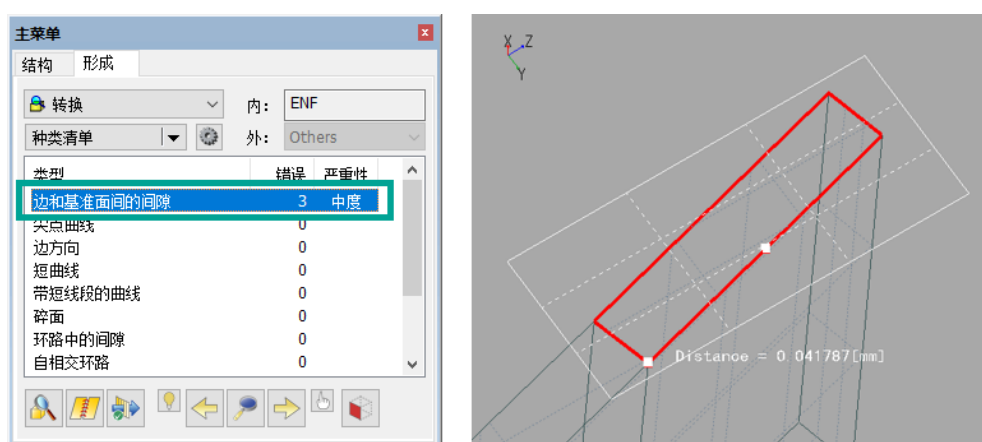 主菜单
结构 形成
转换 内: ENF
种类清单 外: Others
类型 错误 严重性
边和基准面间的间隙 3 中度
尖点曲线 0
边方向 0
短曲线 0
带短线段的曲线 0
碎面 0
环路中的间隙 0
自相交环路 0
X Z
Y
Distance = 0.041787[mm]